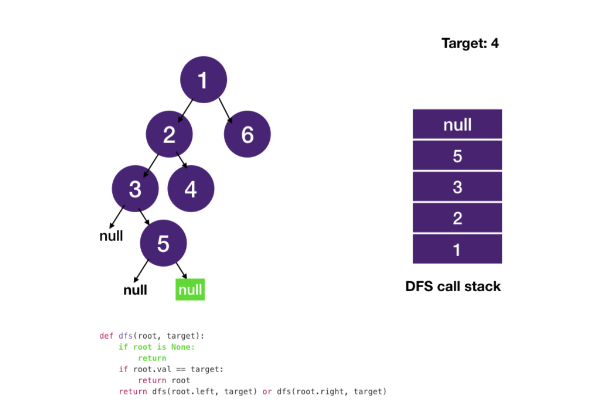 Target: 4
1
2
6
3
4
null
5
null
null
null
5
3
2
1
DFS call stack
def dfs(root, target):
    if root is None:
        return
    if root.val == target:
        return root
    return dfs(root.left, target) or dfs(root.right, target)